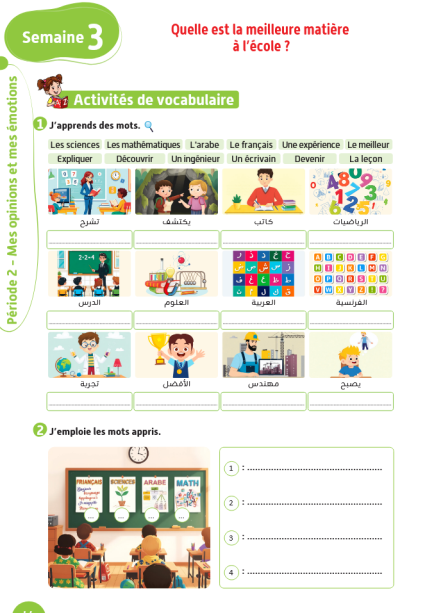 Semaine 3
Quelle est la meilleure matière
à l'école ?
Période 2 – Mes opinions et mes émotions
Activités de vocabulaire
1 J'apprends des mots.
Les sciences Les mathématiques L'arabe Le français Une expérience Le meilleur
Expliquer Découvrir Un ingénieur Un écrivain Devenir La leçon
تشرح يكتشف كاتب الرياضيات
2-2=4
A B C D E F G
H I J K L M N
O P Q R S T U
V W X Y Z ! ?
الدرس العلوم العربية الفرنسية
تجربة الأفضل مهندس يصبح
2 J'emploie les mots appris.
FRANÇAIS SCIENCES ARABE MATH
1 :
2 :
3 :
4 :